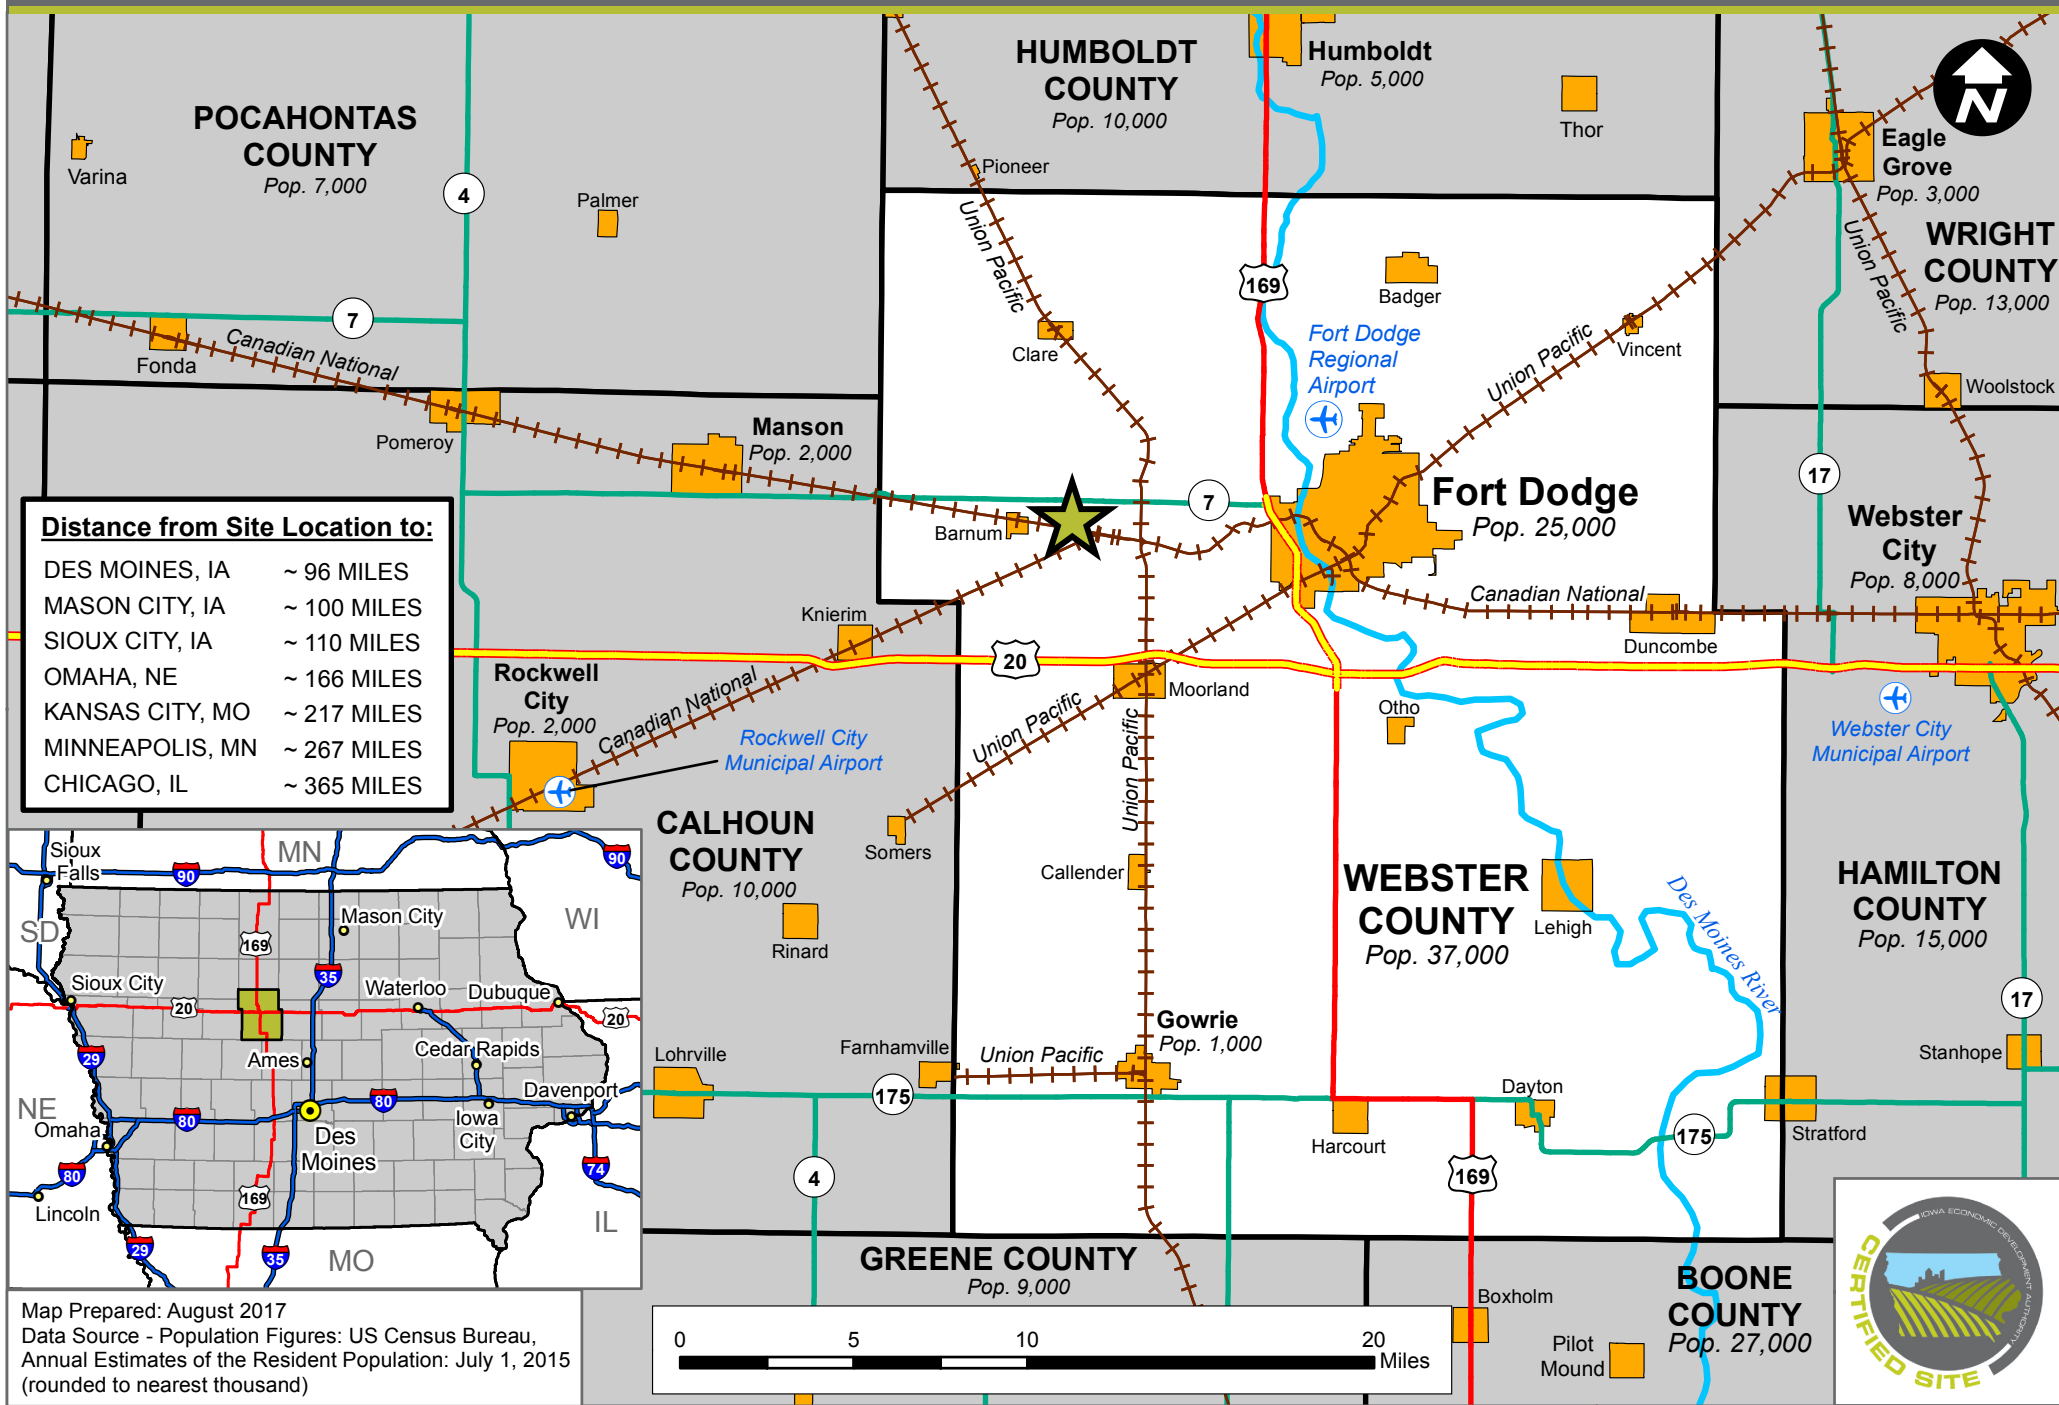 HUMBOLDT
COUNTY
Pop. 10,000
Humboldt
Pop. 5,000
Thor
Eagle
Grove
Pop. 3,000
N
POCAHONTAS
COUNTY
Pop. 7,000
Varina
4
Palmer
Pioneer
Union Pacific
WRIGHT
COUNTY
Pop. 13,000
Union Pacific
169
Badger
7
Fonda
Canadian National
Clare
Fort Dodge
Regional
Airport
Union Pacific
Vincent
Woolstock
Pomeroy
Manson
Pop. 2,000
17
7
Fort Dodge
Pop. 25,000
Webster
City
Pop. 8,000
Barnum
Canadian National
Duncombe
Knierim
20
Moorland
Otho
Rockwell
City
Pop. 2,000
Canadian National
Union Pacific
Union Pacific
Rockwell City
Municipal Airport
Webster City
Municipal Airport
Distance from Site Location to:
DES MOINES, IA ~ 96 MILES
MASON CITY, IA ~ 100 MILES
SIOUX CITY, IA ~ 110 MILES
OMAHA, NE ~ 166 MILES
KANSAS CITY, MO ~ 217 MILES
MINNEAPOLIS, MN ~ 267 MILES
CHICAGO, IL ~ 365 MILES
CALHOUN
COUNTY
Pop. 10,000
Somers
Callender
Rinard
WEBSTER
COUNTY
Pop. 37,000
Lehigh
Des Moines River
HAMILTON
COUNTY
Pop. 15,000
17
Stanhope
Gowrie
Pop. 1,000
Lohrville
Farnhamville
Union Pacific
175
Dayton
Harcourt
175
Stratford
4
169
GREENE COUNTY
Pop. 9,000
BOONE
COUNTY
Pop. 27,000
Boxholm
Pilot
Mound
Sioux
Falls
MN
90
90
SD
WI
Mason City
169
35
Sioux City
20
Waterloo
Dubuque
20
29
Ames
Cedar Rapids
Davenport
NE
Omaha
80
80
Iowa
City
Des
Moines
80
74
Lincoln
169
IL
29
35
MO
Map Prepared: August 2017
Data Source - Population Figures: US Census Bureau,
Annual Estimates of the Resident Population: July 1, 2015
(rounded to nearest thousand)
0 5 10 20
Miles
IOWA ECONOMIC DEVELOPMENT AUTHORITY
CERTIFIED SITE